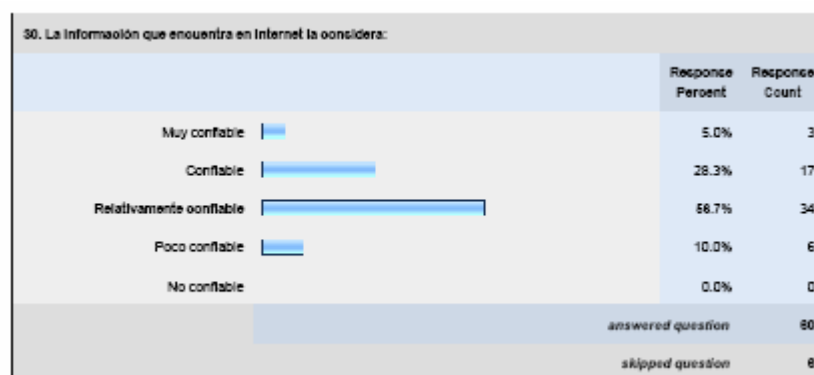 30. La información que encuentra en Internet la considera:
Response Percent Response Count
Muy confiable 5.0% 3
Confiable 28.3% 17
Relativamente confiable 56.7% 34
Poco confiable 10.0% 6
No confiable 0.0% 0
answered question 60
skipped question 6